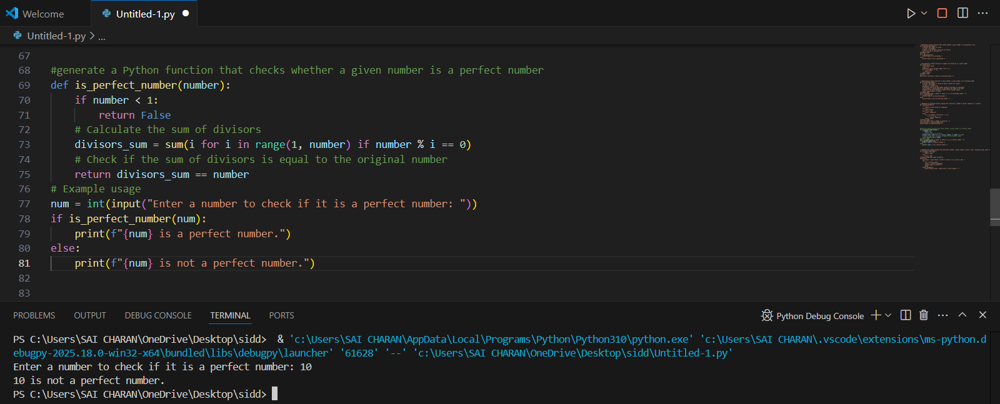 Welcome
Untitled-1.py
Untitled-1.py > ...
67
68 #generate a Python function that checks whether a given number is a perfect number
69 def is_perfect_number(number):
70     if number < 1:
71         return False
72     # Calculate the sum of divisors
73     divisors_sum = sum(i for i in range(1, number) if number % i == 0)
74     # Check if the sum of divisors is equal to the original number
75     return divisors_sum == number
76 # Example usage
77 num = int(input("Enter a number to check if it is a perfect number: "))
78 if is_perfect_number(num):
79     print(f"{num} is a perfect number.")
80 else:
81     print(f"{num} is not a perfect number.")
82
83
PROBLEMS OUTPUT DEBUG CONSOLE TERMINAL PORTS
Python Debug Console
PS C:\Users\SAI CHARAN\OneDrive\Desktop\sidd>  & 'c:\Users\SAI CHARAN\AppData\Local\Programs\Python\Python310\python.exe' 'c:\Users\SAI CHARAN\.vscode\extensions\ms-python.d
ebugpy-2025.18.0-win32-x64\bundled\libs\debugpy\launcher' '61628' '--' 'c:\Users\SAI CHARAN\OneDrive\Desktop\sidd\Untitled-1.py'
Enter a number to check if it is a perfect number: 10
10 is not a perfect number.
PS C:\Users\SAI CHARAN\OneDrive\Desktop\sidd>